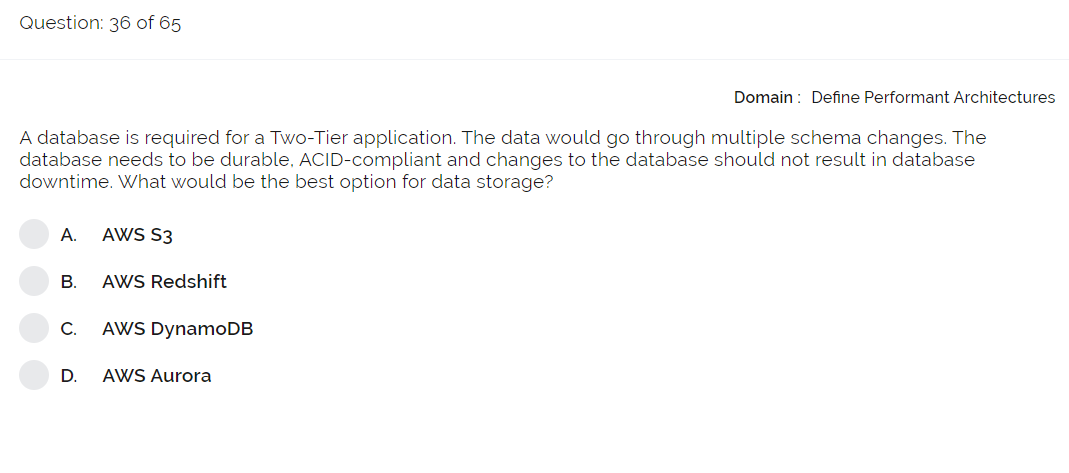 Question: 36 of 65
Domain : Define Performant Architectures
A database is required for a Two-Tier application. The data would go through multiple schema changes. The
database needs to be durable, ACID-compliant and changes to the database should not result in database
downtime. What would be the best option for data storage?
A. AWS S3
B. AWS Redshift
C. AWS DynamoDB
D. AWS Aurora